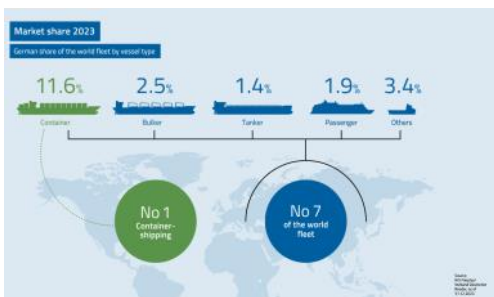 Market share 2023
German share of the world fleet by vessel type
11.6%
2.5%
1.4%
1.9%
3.4%
Container
Bulker
Tanker
Passenger
Others
No 1
Container-
shipping
No 7
of the world
fleet
Source